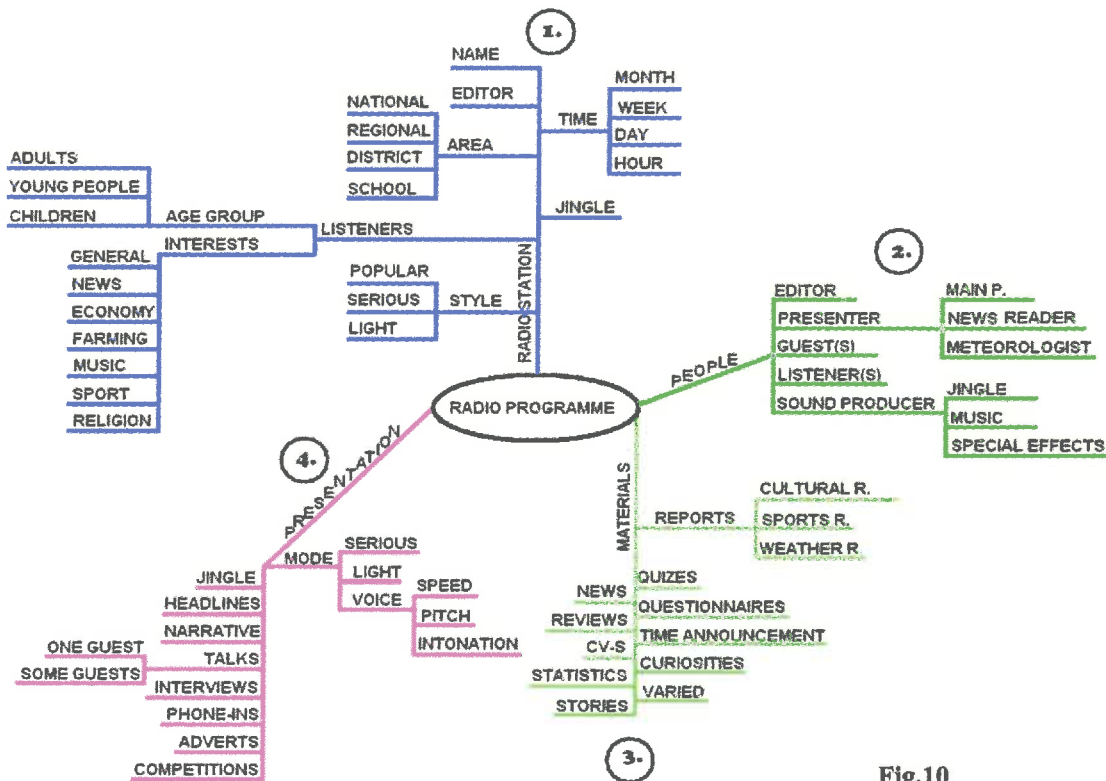 1.
NAME
EDITOR
NATIONAL
REGIONAL
DISTRICT
SCHOOL
AREA
TIME
MONTH
WEEK
DAY
HOUR
JINGLE
ADULTS
YOUNG PEOPLE
CHILDREN
AGE GROUP
INTERESTS
LISTENERS
GENERAL
NEWS
ECONOMY
FARMING
MUSIC
SPORT
RELIGION
POPULAR
SERIOUS
LIGHT
STYLE
RADIO STATION
RADIO PROGRAMME
2.
PEOPLE
EDITOR
PRESENTER
GUEST(S)
LISTENER(S)
SOUND PRODUCER
MAIN P.
NEWS READER
METEOROLOGIST
JINGLE
MUSIC
SPECIAL EFFECTS
MATERIALS
REPORTS
CULTURAL R.
SPORTS R.
WEATHER R
QUIZES
NEWS
QUESTIONNAIRES
REVIEWS
TIME ANNOUNCEMENT
CV-S
CURIOSITIES
STATISTICS
VARIED
STORIES
3.
4.
PRESENTATION
MODE
SERIOUS
LIGHT
VOICE
SPEED
PITCH
INTONATION
JINGLE
HEADLINES
NARRATIVE
ONE GUEST
SOME GUESTS
TALKS
INTERVIEWS
PHONE-INS
ADVERTS
COMPETITIONS
Fig.10